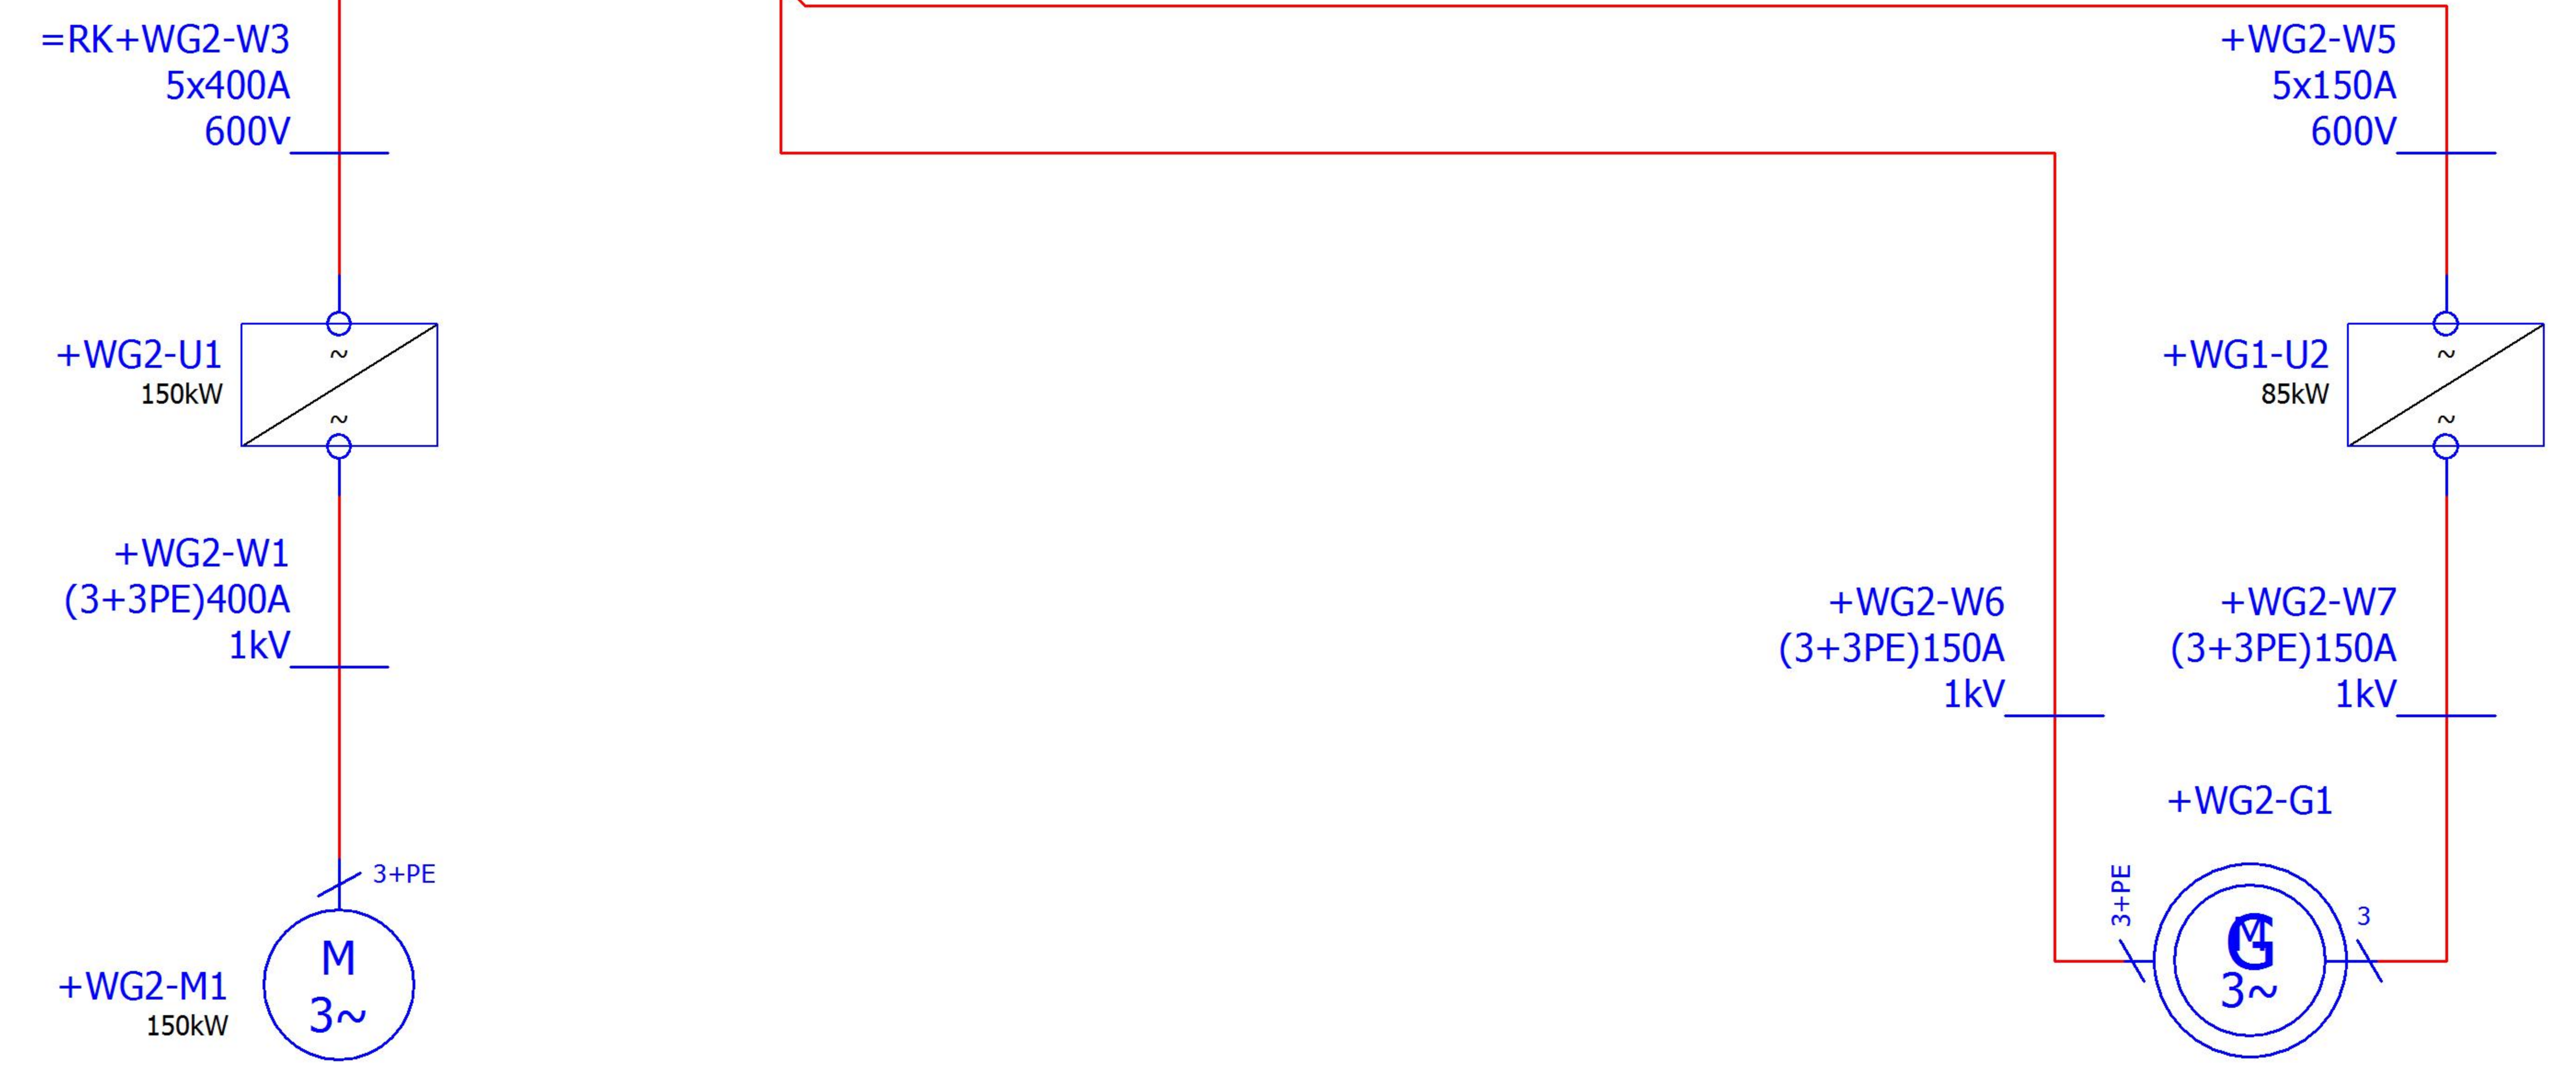 =RK+WG2-W3
5x400A
600V
+WG2-W5
5x150A
600V
+WG2-U1
150kW
~
~
+WG1-U2
85kW
~
~
+WG2-W1
(3+3PE)400A
1kV
+WG2-W6
(3+3PE)150A
1kV
+WG2-W7
(3+3PE)150A
1kV
+WG2-G1
3+PE
M
3~
+WG2-M1
150kW
3+PE
3
G
M
3~